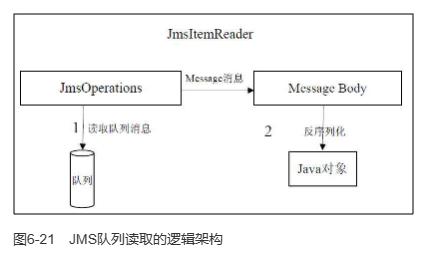 JmsItemReader
JmsOperations
Message消息
Message Body
1 读取队列消息
2 反序列化
队列
Java对象
图6-21 JMS队列读取的逻辑架构